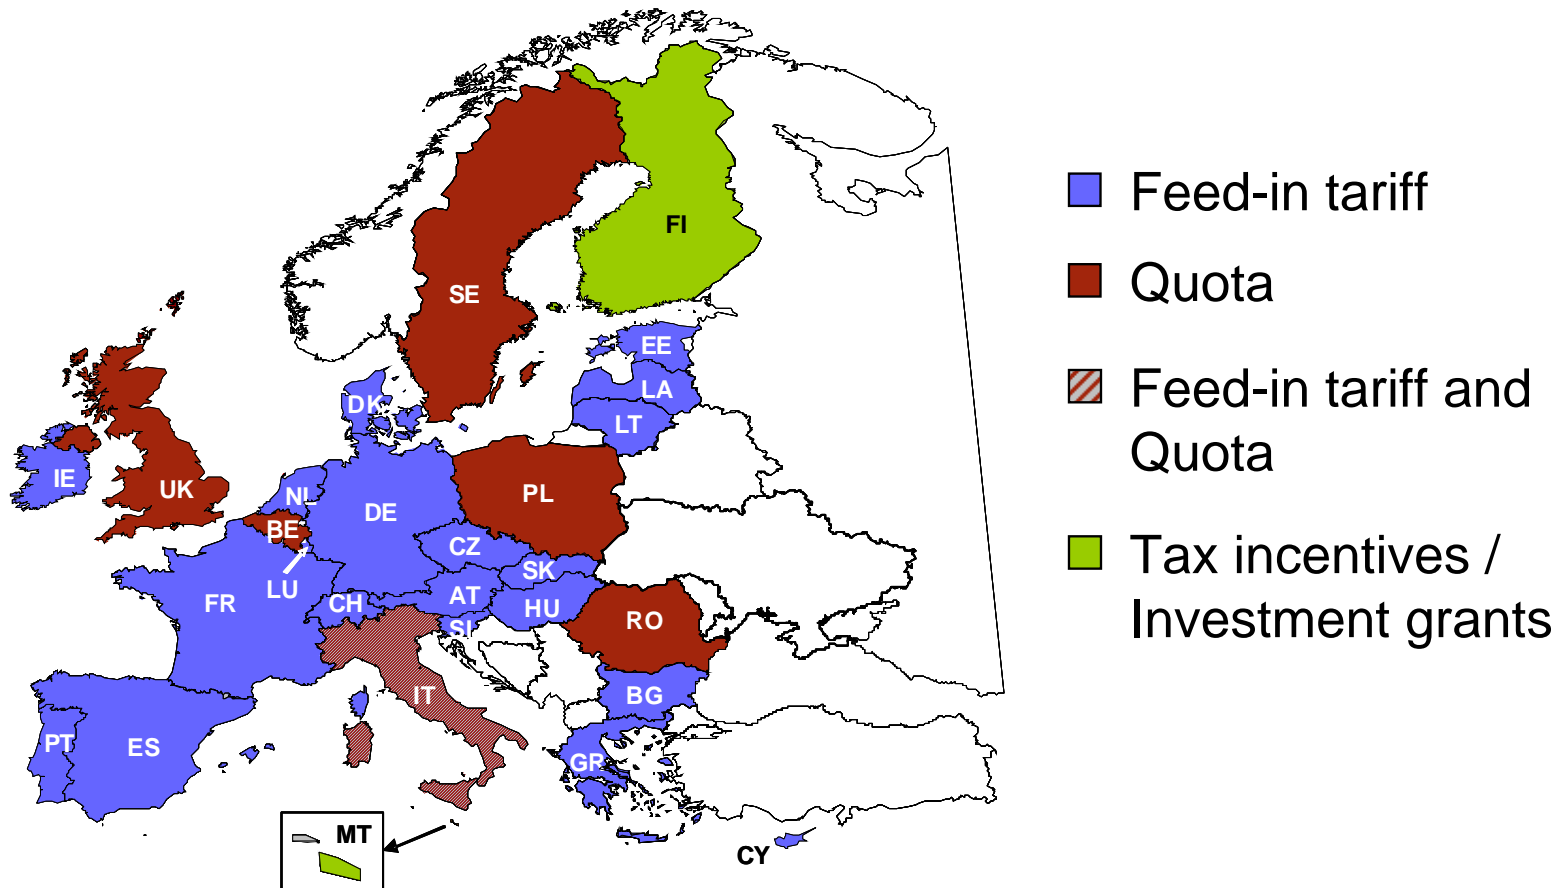 FI
SE
EE
LA
LT
DK
IE
UK
NL
BE
DE
PL
CZ
SK
LU
FR
CH
AT
HU
SI
RO
IT
BG
PT
ES
GR
MT
CY
Feed-in tariff
Quota
Feed-in tariff and
Quota
Tax incentives /
Investment grants